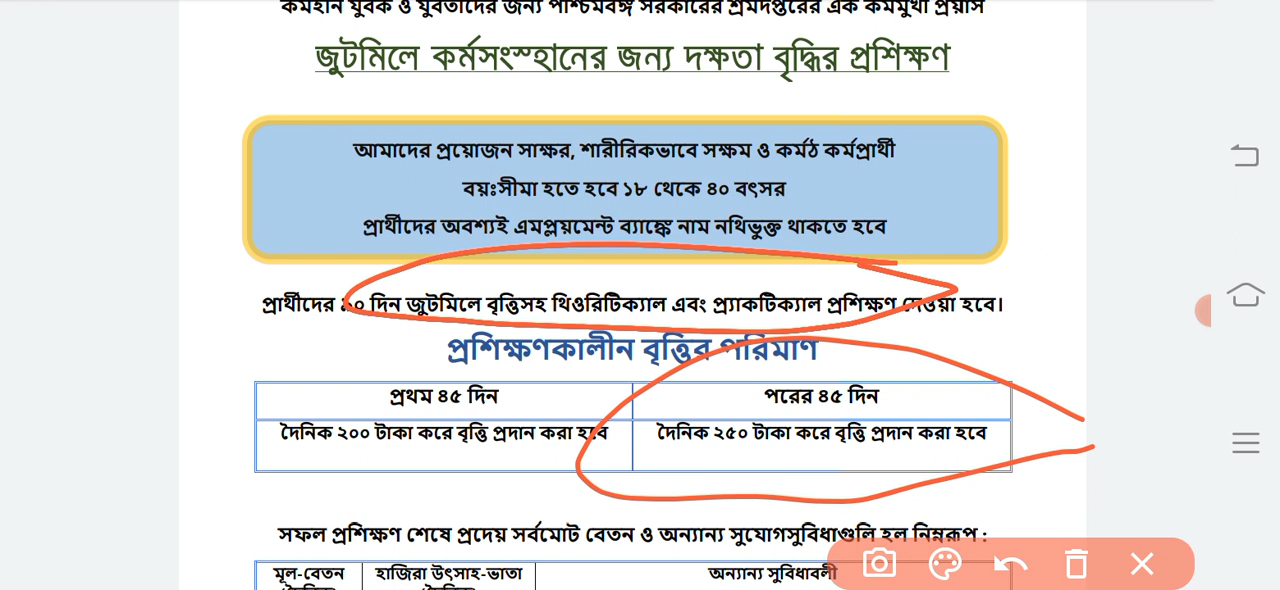 কর্মহীন যুবক ও যুবতীদের জন্য পশ্চিমবঙ্গ সরকারের শ্রমদপ্তরের এক কর্মমুখী প্রয়াস
জুটমিলে কর্মসংস্হানের জন্য দক্ষতা বৃদ্ধির প্রশিক্ষণ
আমাদের প্রয়োজন সাক্ষর, শারীরিকভাবে সক্ষম ও কর্মঠ কর্মপ্রার্থী
বয়ঃসীমা হতে হবে ১৮ থেকে ৪০ বৎসর
প্রার্থীদের অবশ্যই এমপ্লয়মেন্ট ব্যাঙ্কে নাম নথিভুক্ত থাকতে হবে
প্রার্থীদের ৯০ দিন জুটমিলে বৃত্তিসহ থিওরিটিক্যাল এবং প্র্যাকটিক্যাল প্রশিক্ষণ দেওয়া হবে।
প্রশিক্ষণকালীন বৃত্তির পরিমাণ
প্রথম ৪৫ দিন পরের ৪৫ দিন
দৈনিক ২০০ টাকা করে বৃত্তি প্রদান করা হবে দৈনিক ২৫০ টাকা করে বৃত্তি প্রদান করা হবে
সফল প্রশিক্ষণ শেষে প্রদেয় সর্বমোট বেতন ও অন্যান্য সুযোগসুবিধাগুলি হল নিম্নরূপ :
মূল-বেতন হাজিরা উৎসাহ-ভাতা অন্যান্য সুবিধাবলী